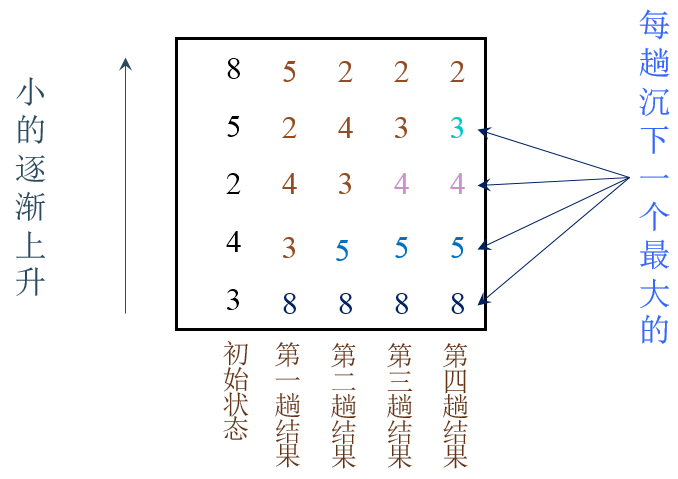 小的逐渐上升
8 5 2 2 2
5 2 4 3 3
2 4 3 4 4
4 3 5 5 5
3 8 8 8 8
初始状态
第一趟结果
第二趟结果
第三趟结果
第四趟结果
每趟沉下一个最大的